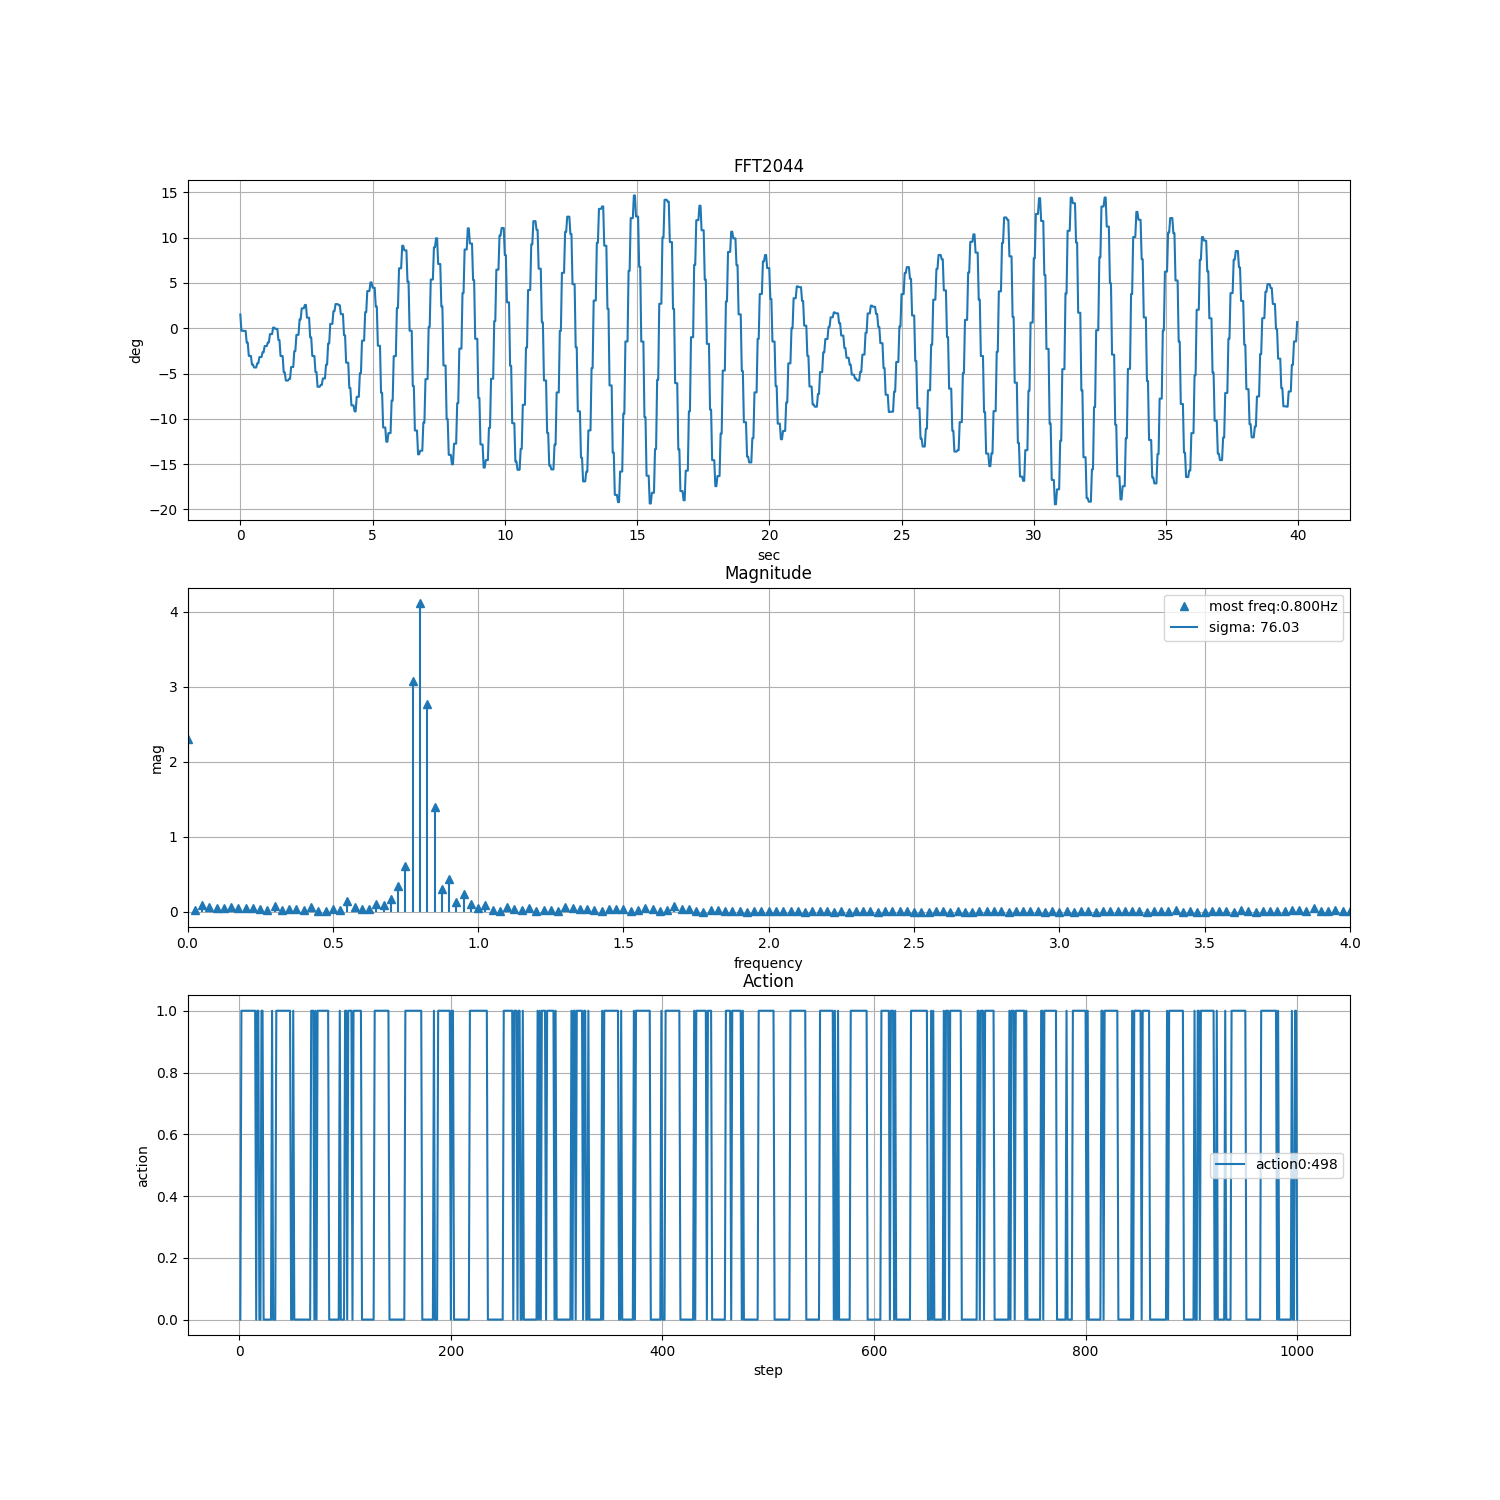 FFT2044
15
10
5
0
−5
−10
−15
−20
deg
0 5 10 15 20 25 30 35 40
sec
Magnitude
most freq:0.800Hz
sigma: 76.03
4
3
2
1
0
mag
0.0 0.5 1.0 1.5 2.0 2.5 3.0 3.5 4.0
frequency
Action
1.0
0.8
0.6
0.4
0.2
0.0
action
action0:498
0 200 400 600 800 1000
step